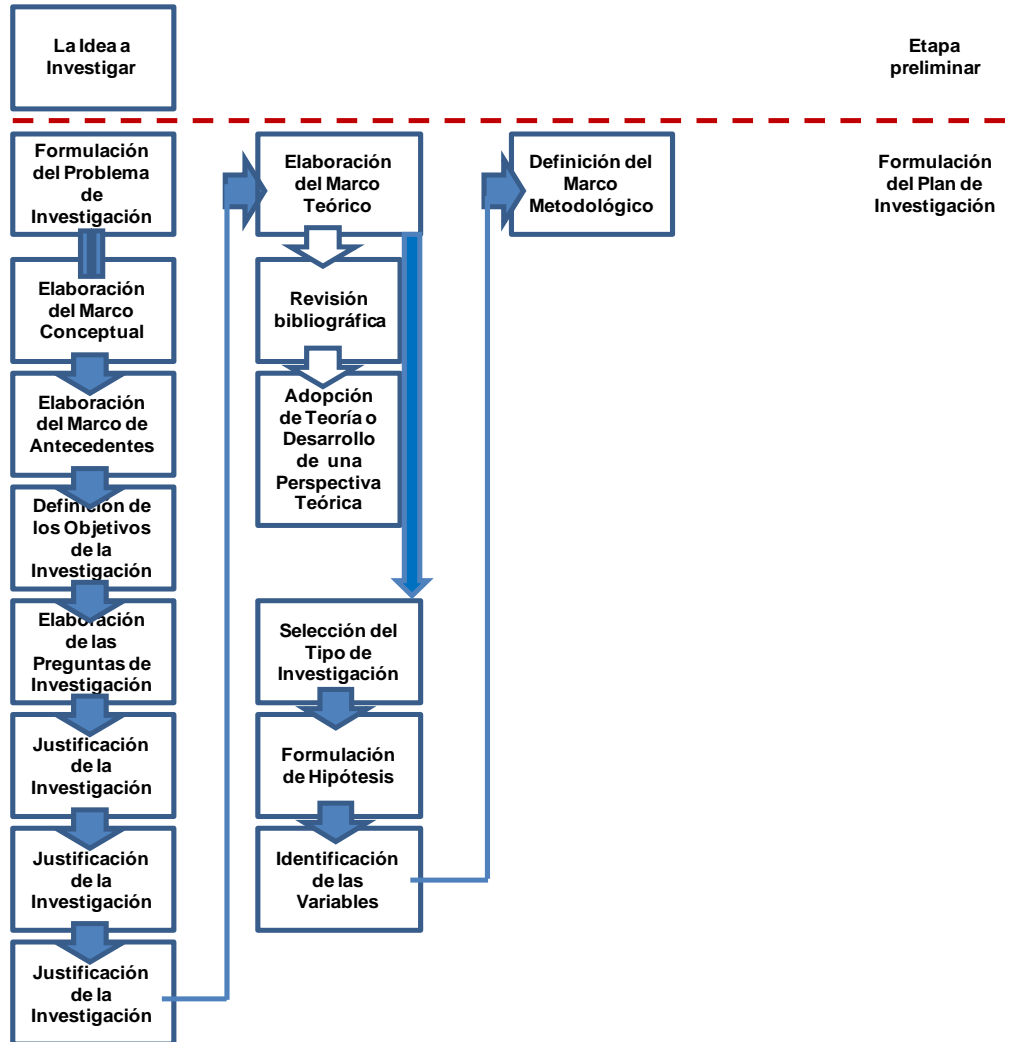 La Idea a
Investigar
Etapa
preliminar
Formulación
del Problema
de
Investigación
Elaboración
del Marco
Conceptual
Elaboración
del Marco de
Antecedentes
Definición de
los Objetivos
de la
Investigación
Elaboración
de las
Preguntas de
Investigación
Justificación
de la
Investigación
Justificación
de la
Investigación
Justificación
de la
Investigación
Elaboración
del Marco
Teórico
Revisión
bibliográfica
Adopción
de Teoría o
Desarrollo
de una
Perspectiva
Teórica
Selección del
Tipo de
Investigación
Formulación
de Hipótesis
Identificación
de las
Variables
Definición del
Marco
Metodológico
Formulación
del Plan de
Investigación